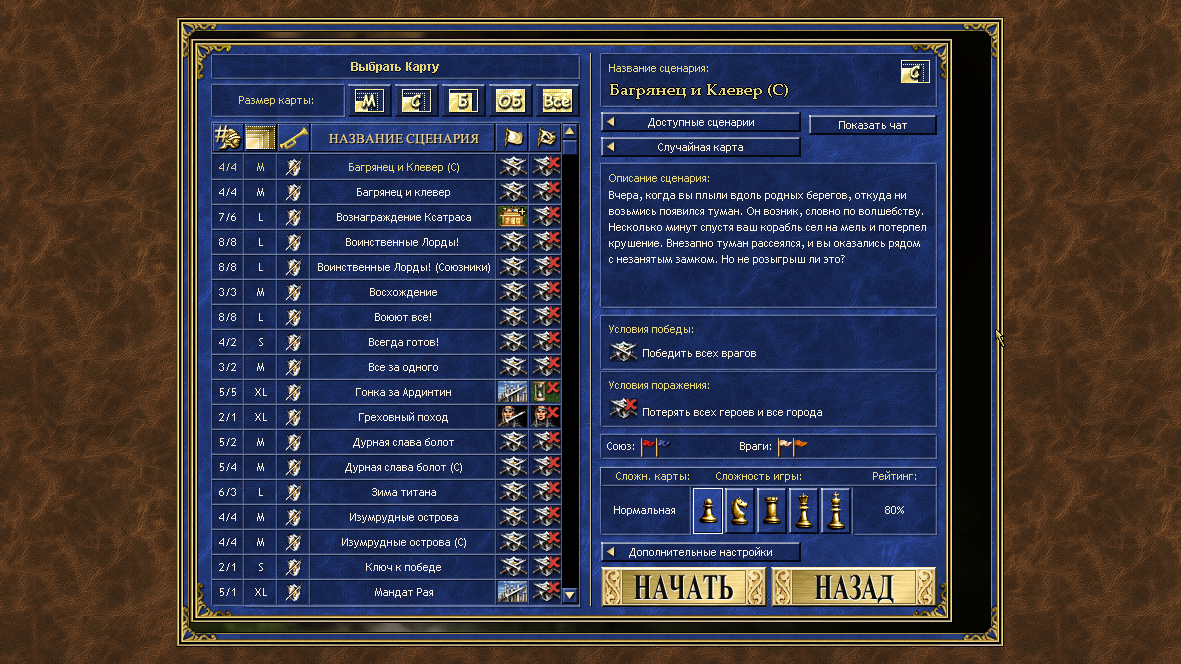 Выбрать Карту
Размер карты:
М
С
Б
ОБ
Все
НАЗВАНИЕ СЦЕНАРИЯ
4/4 M Багрянец и Клевер (С)
4/4 M Багрянец и клевер
7/6 L Вознаграждение Ксатраса
8/8 L Воинственные Лорды!
8/8 L Воинственные Лорды! (Союзники)
3/3 M Восхождение
8/8 L Воюют все!
4/2 S Всегда готов!
3/2 M Все за одного
5/5 XL Гонка за Ардинтин
2/1 XL Греховный поход
5/2 M Дурная слава болот
5/4 M Дурная слава болот (С)
6/3 L Зима титана
4/4 M Изумрудные острова
4/4 M Изумрудные острова (С)
2/1 S Ключ к победе
5/1 XL Мандат Рая
Название сценария:
Багрянец и Клевер (С)
С
Доступные сценарии
Показать чат
Случайная карта
Описание сценария:
Вчера, когда вы плыли вдоль родных берегов, откуда ни
возьмись появился туман. Он возник, словно по волшебству.
Несколько минут спустя ваш корабль сел на мель и потерпел
крушение. Внезапно туман рассеялся, и вы оказались рядом
с незанятым замком. Но не розыгрыш ли это?
Условия победы:
Победить всех врагов
Условия поражения:
Потерять всех героев и все города
Союз: Враги:
Сложн. карты: Сложность игры: Рейтинг:
Нормальная 80%
Дополнительные настройки
НАЧАТЬ НАЗАД